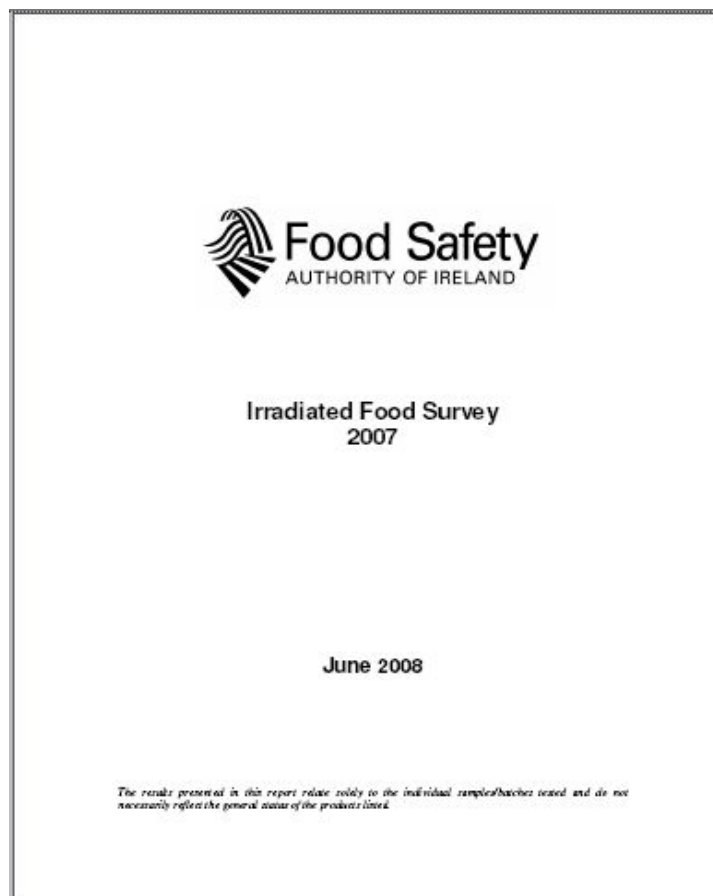 Food Safety
AUTHORITY OF IRELAND
Irradiated Food Survey
2007
June 2008
The results presented in this report relate solely to the individual samples/batches tested and do not
necessarily reflect the general status of the products listed.